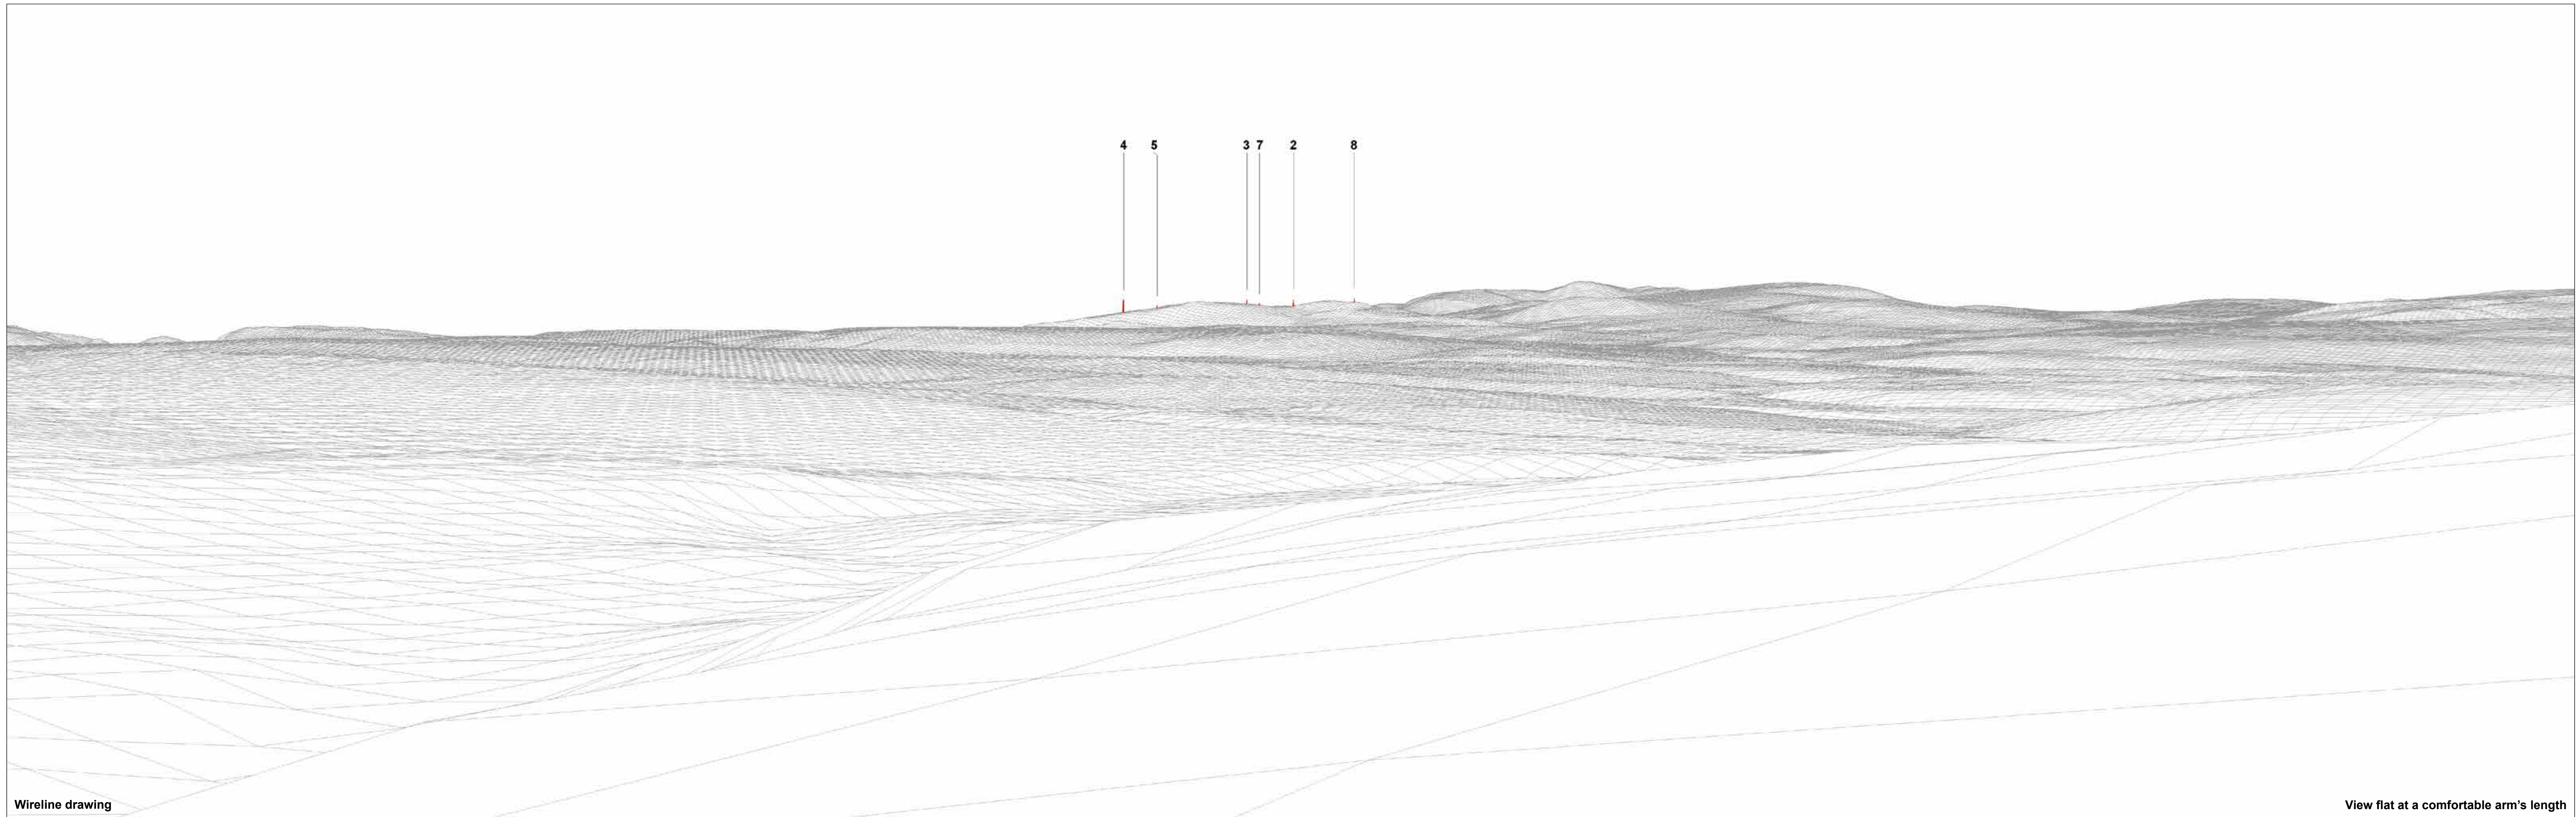 4 5 3 7 2 8
Wireline drawing
View flat at a comfortable arm's length